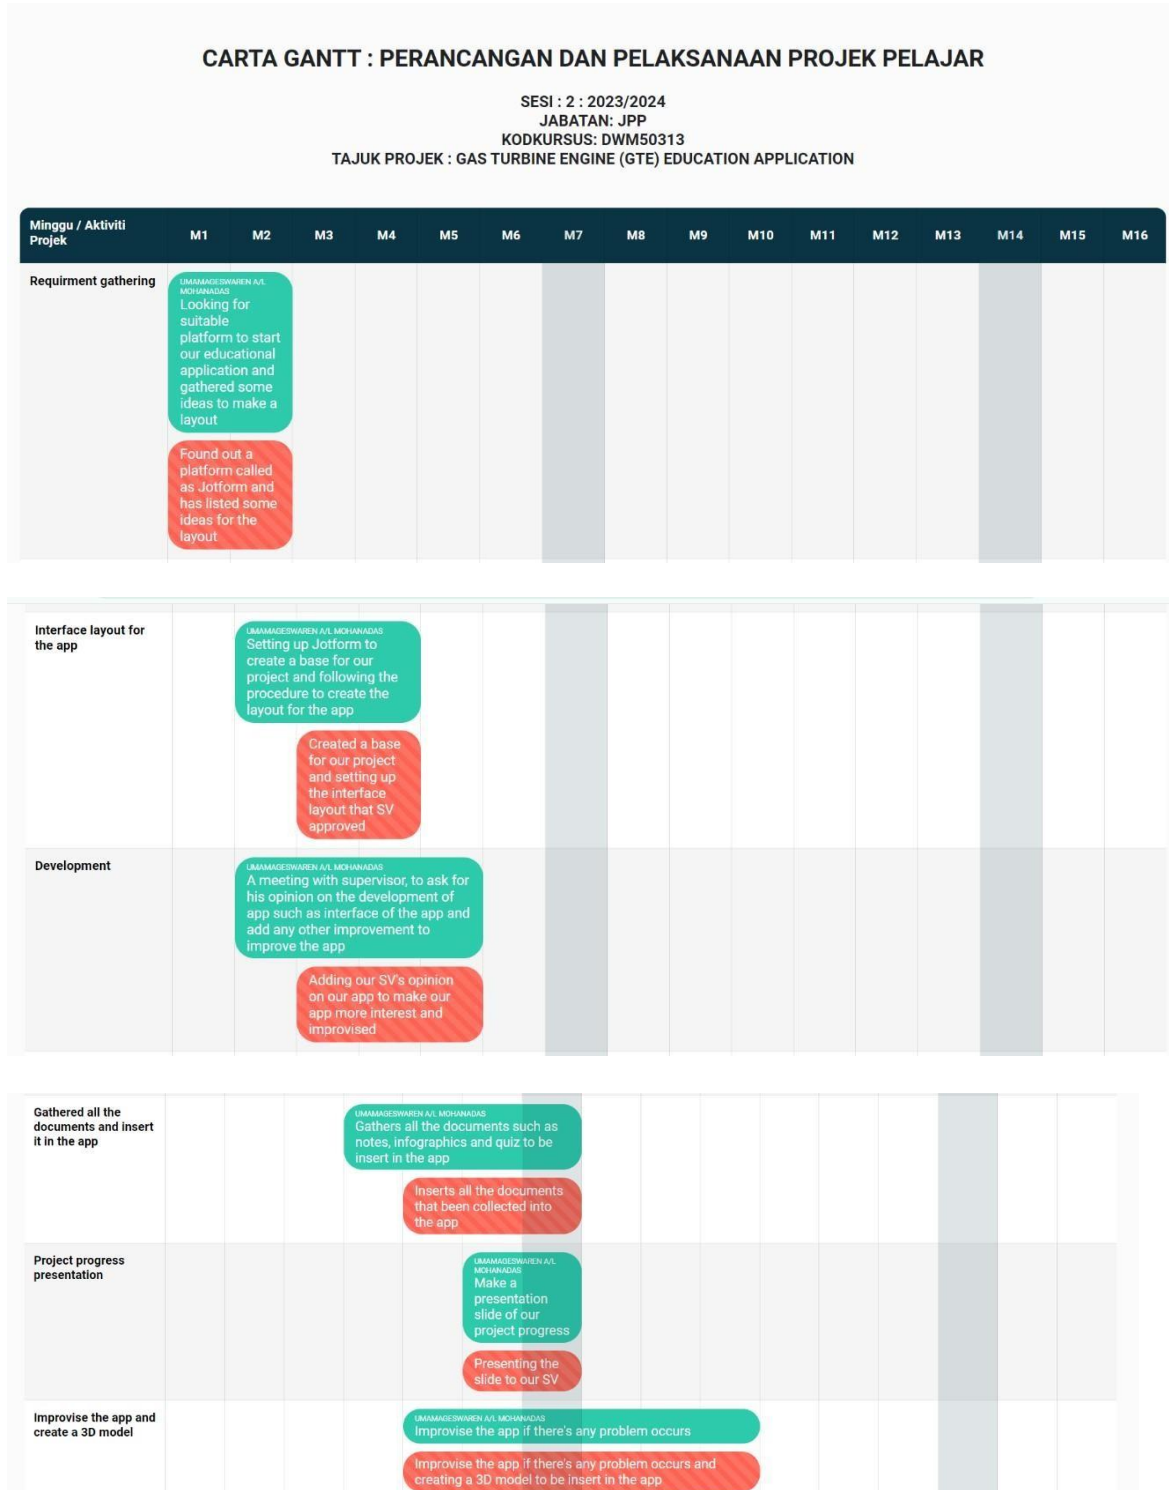 CARTA GANTT : PERANCANGAN DAN PELAKSANAAN PROJEK PELAJAR
SESI : 2 : 2023/2024
JABATAN: JPP
KODKURSUS: DWM50313
TAJUK PROJEK : GAS TURBINE ENGINE (GTE) EDUCATION APPLICATION
Minggu / Aktiviti
Projek
M1 M2 M3 M4 M5 M6 M7 M8 M9 M10 M11 M12 M13 M14 M15 M16
Requirment gathering
UMAMAGESWAREN A/L
MOHANADAS
Looking for
suitable
platform to start
our educational
application and
gathered some
ideas to make a
layout
Found out a
platform called
as Jotform and
has listed some
ideas for the
layout
Interface layout for
the app
UMAMAGESWAREN A/L MOHANADAS
Setting up Jotform to
create a base for our
project and following the
procedure to create the
layout for the app
Created a base
for our project
and setting up
the interface
layout that SV
approved
Development
UMAMAGESWAREN A/L MOHANADAS
A meeting with supervisor, to ask for
his opinion on the development of
app such as interface of the app and
add any other improvement to
improve the app
Adding our SV's opinion
on our app to make our
app more interest and
improvised
Gathered all the
documents and insert
it in the app
UMAMAGESWAREN A/L MOHANADAS
Gathers all the documents such as
notes, infographics and quiz to be
insert in the app
Inserts all the documents
that been collected into
the app
Project progress
presentation
UMAMAGESWAREN A/L
MOHANADAS
Make a
presentation
slide of our
project progress
Presenting the
slide to our SV
Improvise the app and
create a 3D model
UMAMAGESWAREN A/L MOHANADAS
Improvise the app if there's any problem occurs
Improvise the app if there's any problem occurs and
creating a 3D model to be insert in the app